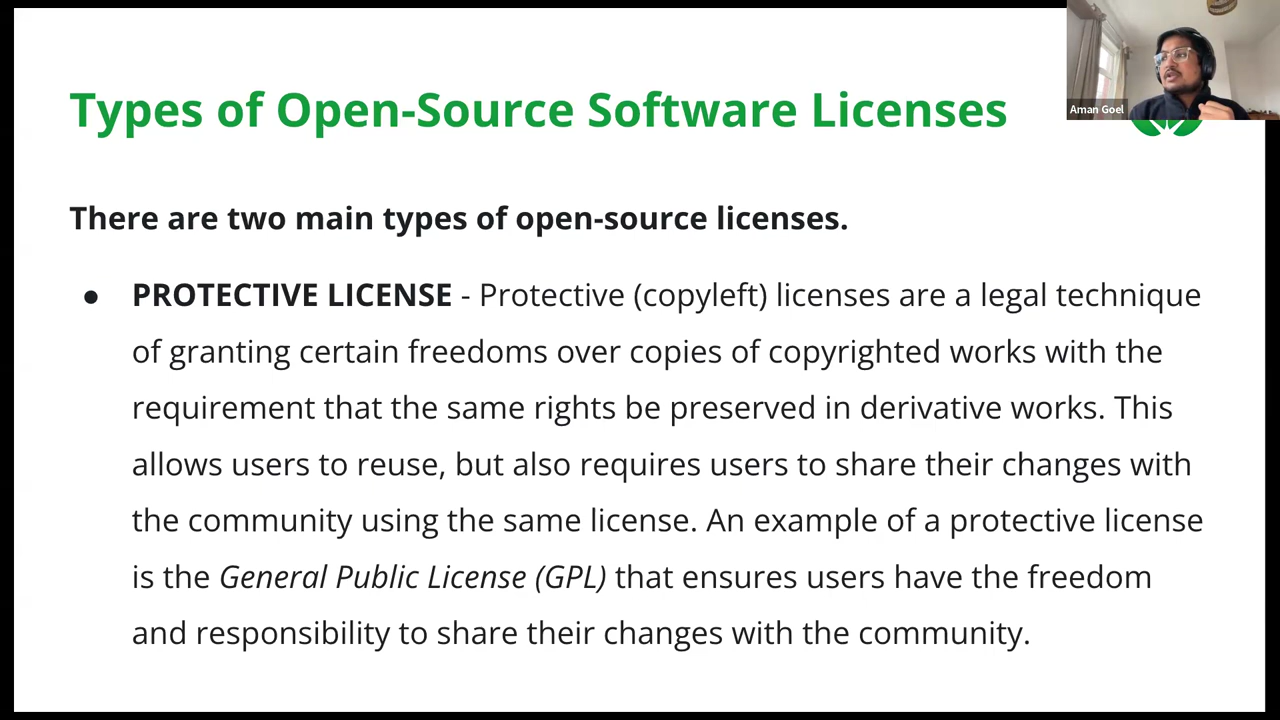 Types of Open-Source Software Licenses
Aman Goel
There are two main types of open-source licenses.
● PROTECTIVE LICENSE - Protective (copyleft) licenses are a legal technique
of granting certain freedoms over copies of copyrighted works with the
requirement that the same rights be preserved in derivative works. This
allows users to reuse, but also requires users to share their changes with
the community using the same license. An example of a protective license
is the General Public License (GPL) that ensures users have the freedom
and responsibility to share their changes with the community.